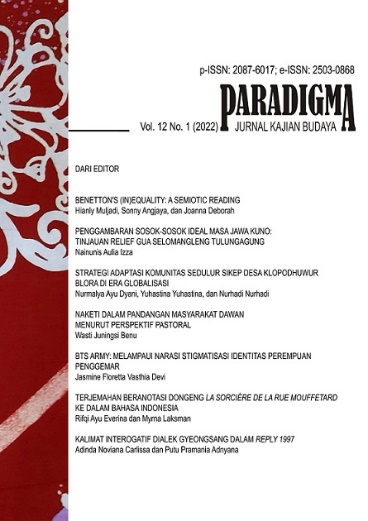 p-ISSN: 2087-6017; e-ISSN: 2503-0868
Vol. 12 No. 1 (2022)
PARADIGMA
JURNAL KAJIAN BUDAYA
DARI EDITOR
BENETTON'S (IN)EQUALITY: A SEMIOTIC READING
Hianly Muljadi, Sonny Angjaya, dan Joanna Deborah
PENGGAMBARAN SOSOK-SOSOK IDEAL MASA JAWA KUNO:
TINJAUAN RELIEF GUA SELOMANGLENG TULUNGAGUNG
Nainunis Aulia Izza
STRATEGI ADAPTASI KOMUNITAS SEDULUR SIKEP DESA KLOPODHUWUR
BLORA DI ERA GLOBALISASI
Nurmalya Ayu Dyani, Yuhastina Yuhastina, dan Nurhadi Nurhadi
NAKETI DALAM PANDANGAN MASYARAKAT DAWAN
MENURUT PERSPEKTIF PASTORAL
Wasti Juningsi Benu
BTS ARMY: MELAMPAUI NARASI STIGMATISASI IDENTITAS PEREMPUAN
PENGGEMAR
Jasmine Floretta Vasthia Devi
TERJEMAHAN BERANOTASI DONGENG LA SORCIÈRE DE LA RUE MOUFFETARD
KE DALAM BAHASA INDONESIA
Rifqi Ayu Everina dan Myrna Laksman
KALIMAT INTEROGATIF DIALEK GYEONGSANG DALAM REPLY 1997
Adinda Noviana Carlissa dan Putu Pramania Adnyana